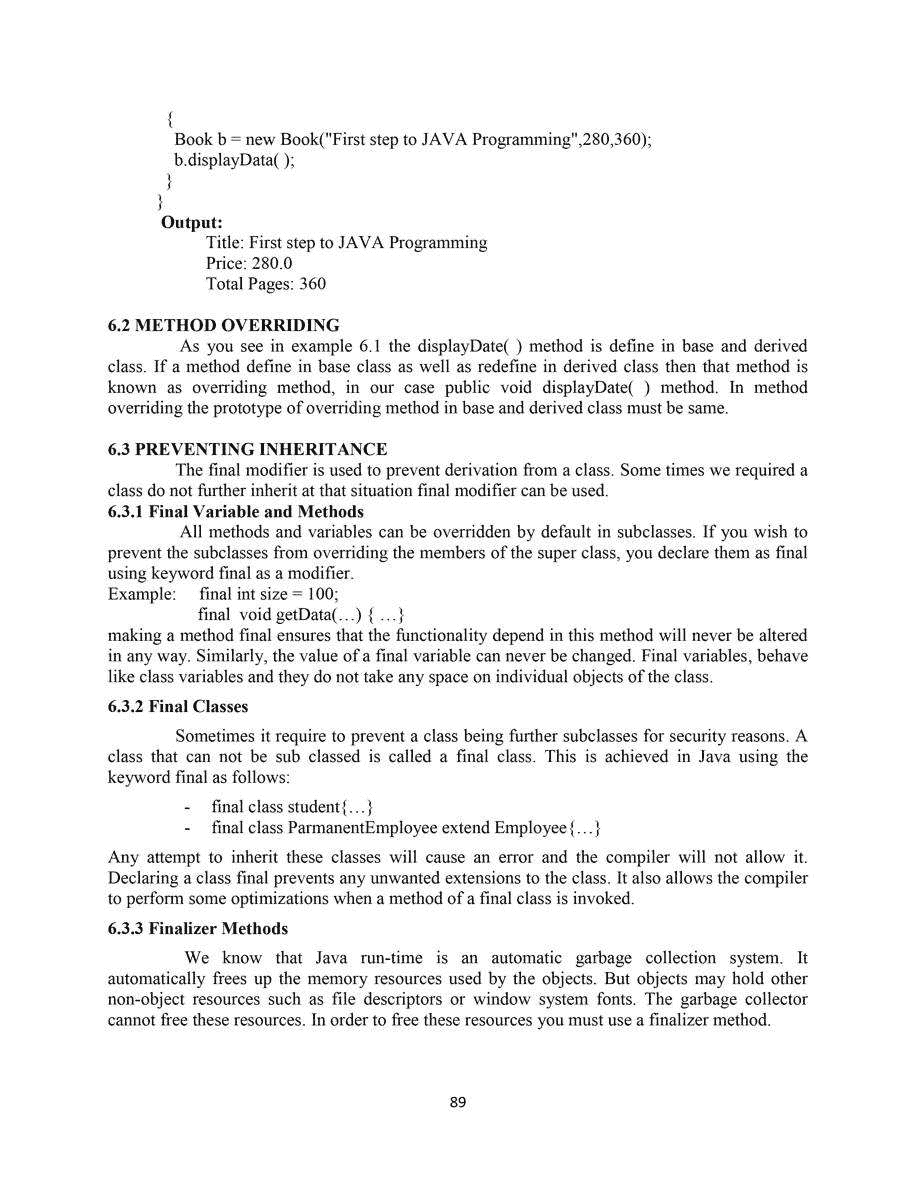 {
Book b = new Book("First step to JAVA Programming",280,360);
b.displayData( );
}
}
Output:
Title: First step to JAVA Programming
Price: 280.0
Total Pages: 360
6.2 METHOD OVERRIDING
As you see in example 6.1 the displayDate( ) method is define in base and derived
class. If a method define in base class as well as redefine in derived class then that method is
known as overriding method, in our case public void displayDate( ) method. In method
overriding the prototype of overriding method in base and derived class must be same.
6.3 PREVENTING INHERITANCE
The final modifier is used to prevent derivation from a class. Some times we required a
class do not further inherit at that situation final modifier can be used.
6.3.1 Final Variable and Methods
All methods and variables can be overridden by default in subclasses. If you wish to
prevent the subclasses from overriding the members of the super class, you declare them as final
using keyword final as a modifier.
Example: final int size = 100;
final void getData(…) { …}
making a method final ensures that the functionality depend in this method will never be altered
in any way. Similarly, the value of a final variable can never be changed. Final variables, behave
like class variables and they do not take any space on individual objects of the class.
6.3.2 Final Classes
Sometimes it require to prevent a class being further subclasses for security reasons. A
class that can not be sub classed is called a final class. This is achieved in Java using the
keyword final as follows:
- final class student{…}
- final class ParmanentEmployee extend Employee{…}
Any attempt to inherit these classes will cause an error and the compiler will not allow it.
Declaring a class final prevents any unwanted extensions to the class. It also allows the compiler
to perform some optimizations when a method of a final class is invoked.
6.3.3 Finalizer Methods
We know that Java run-time is an automatic garbage collection system. It
automatically frees up the memory resources used by the objects. But objects may hold other
non-object resources such as file descriptors or window system fonts. The garbage collector
cannot free these resources. In order to free these resources you must use a finalizer method.
89